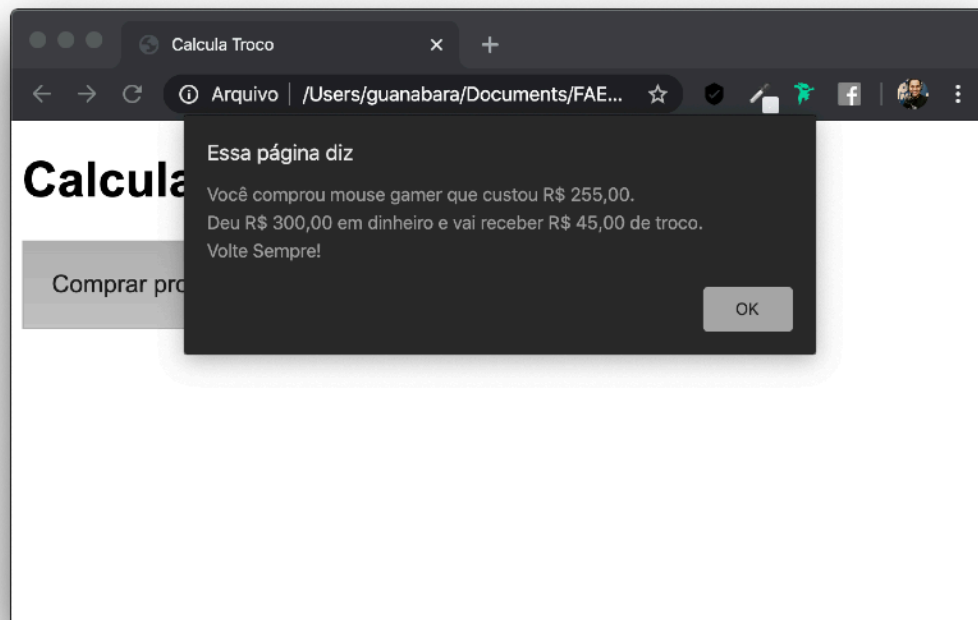 Calcula Troco
Arquivo | /Users/guanabara/Documents/FAE...
Essa página diz
Você comprou mouse gamer que custou R$ 255,00.
Deu R$ 300,00 em dinheiro e vai receber R$ 45,00 de troco.
Volte Sempre!
OK
Calcula
Comprar pro